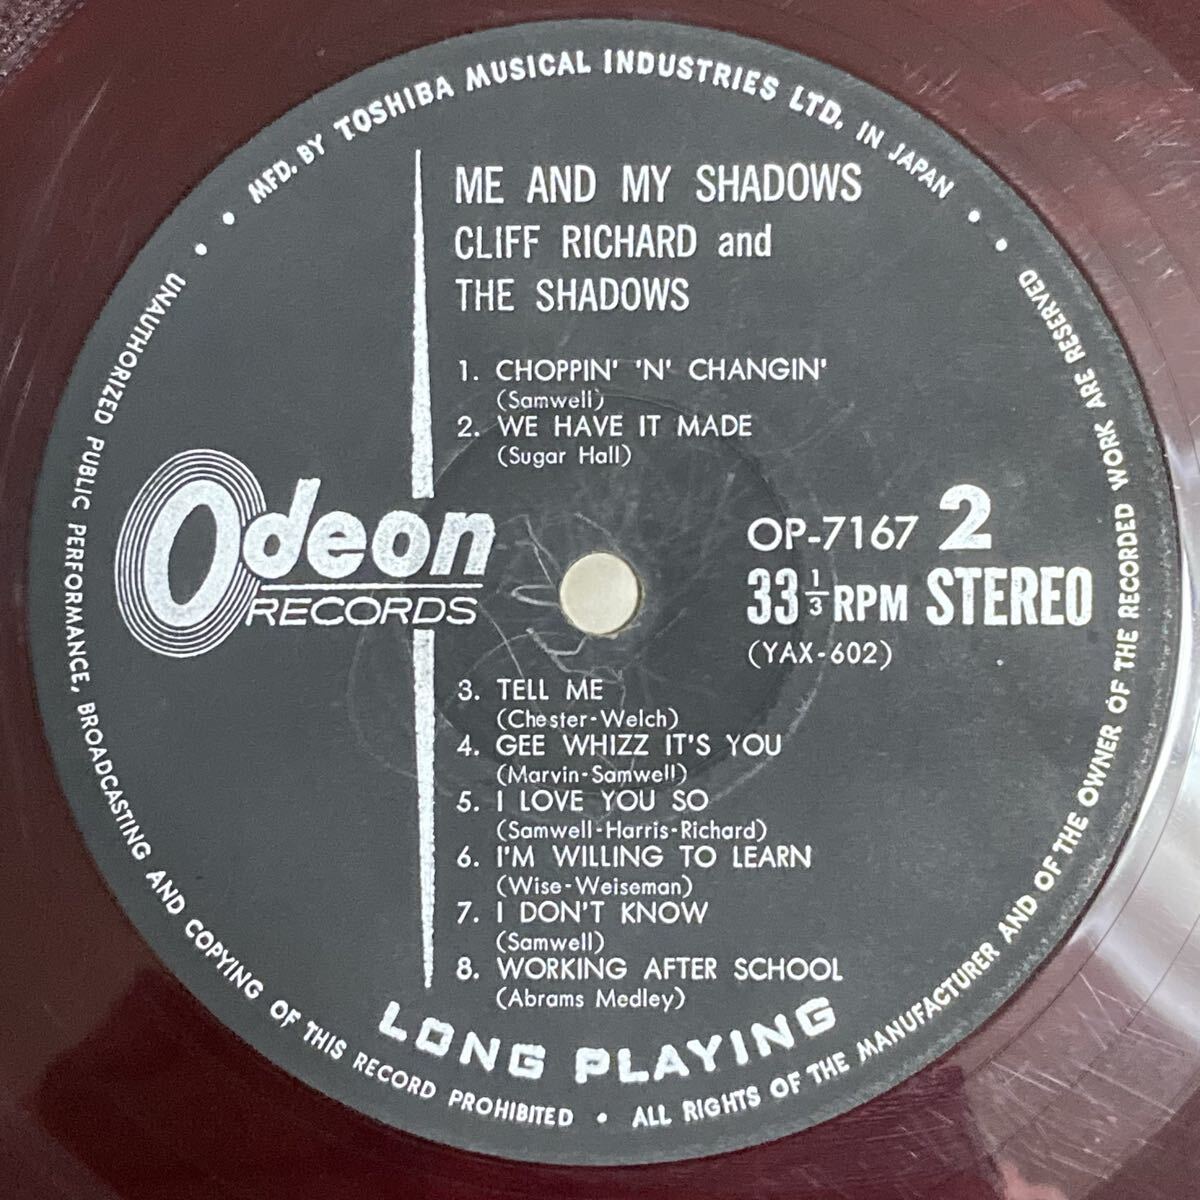 MFD. BY TOSHIBA MUSICAL INDUSTRIES LTD. IN JAPAN
ME AND MY SHADOWS
CLIFF RICHARD and
THE SHADOWS
1. CHOPPIN' 'N' CHANGIN'
(Samwell)
2. WE HAVE IT MADE
(Sugar Hall)
Odeon
RECORDS
OP-7167 2
33 1/3 RPM STEREO
(YAX-602)
3. TELL ME
(Chester-Welch)
4. GEE WHIZZ IT'S YOU
(Marvin-Samwell)
5. I LOVE YOU SO
(Samwell-Harris-Richard)
6. I'M WILLING TO LEARN
(Wise-Weiseman)
7. I DON'T KNOW
(Samwell)
8. WORKING AFTER SCHOOL
(Abrams Medley)
LONG PLAYING
UNAUTHORIZED PUBLIC PERFORMANCE, BROADCASTING AND COPYING OF THIS RECORD PROHIBITED • ALL RIGHTS OF THE MANUFACTURER AND OF THE OWNER OF THE RECORDED WORK ARE RESERVED